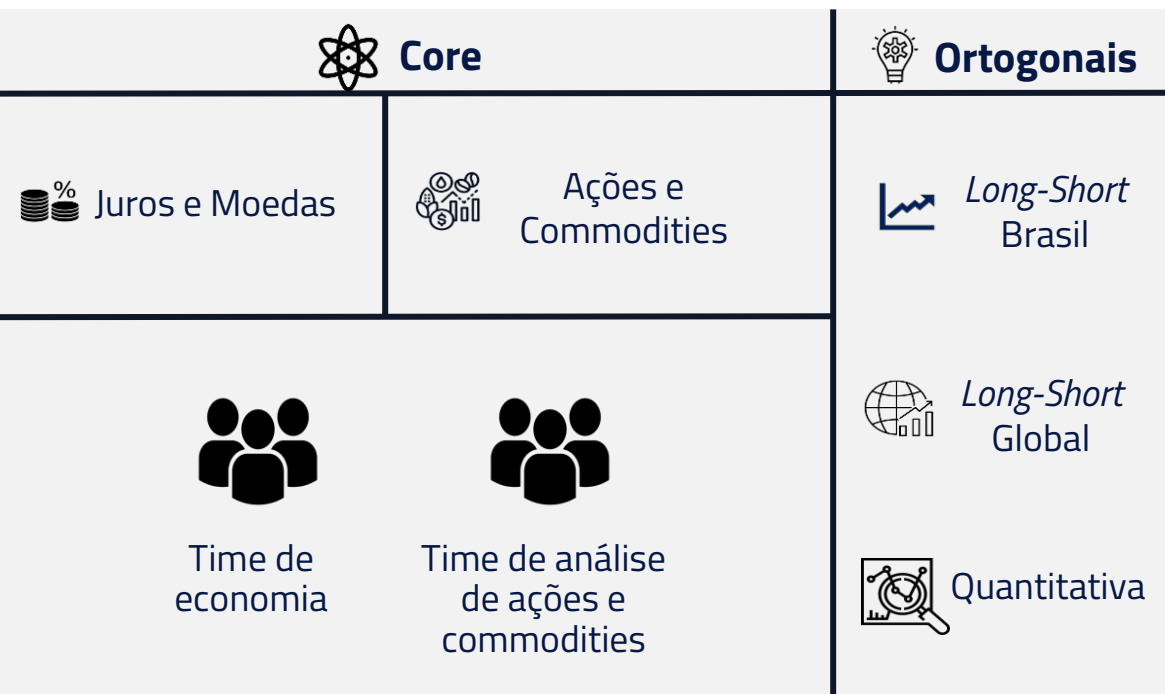 Core
Ortogonais
%
Juros e Moedas
$
Ações e
Commodities
Long-Short
Brasil
Time de
economia
Time de análise
de ações e
commodities
Long-Short
Global
Quantitativa